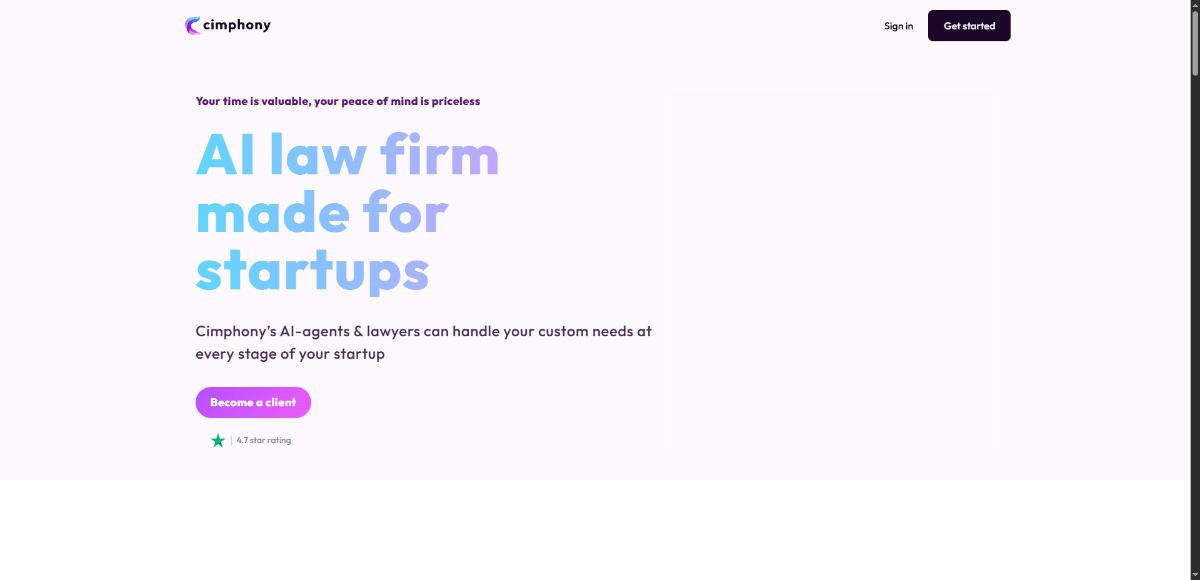 cimphony
Sign in
Get started
Your time is valuable, your peace of mind is priceless
AI law firm
made for
startups
Cimphony’s AI-agents & lawyers can handle your custom needs at
every stage of your startup
Become a client
4.7 star rating